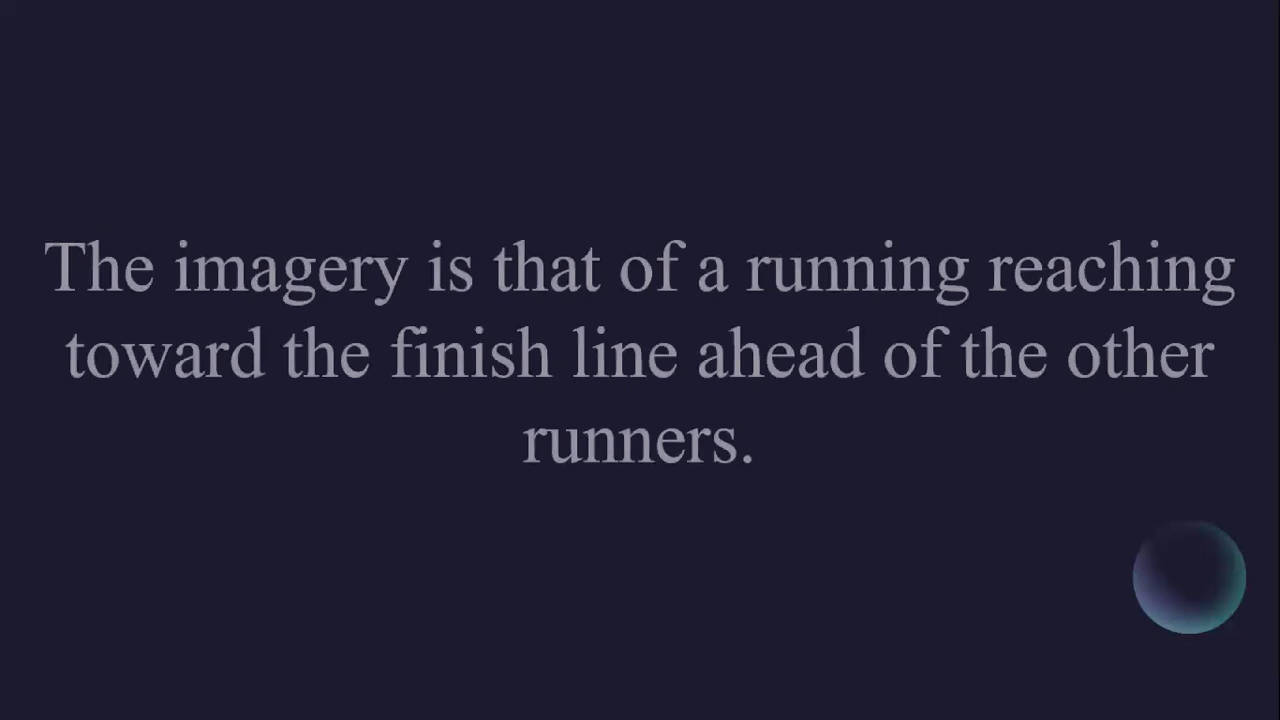 The imagery is that of a running reaching
toward the finish line ahead of the other
runners.